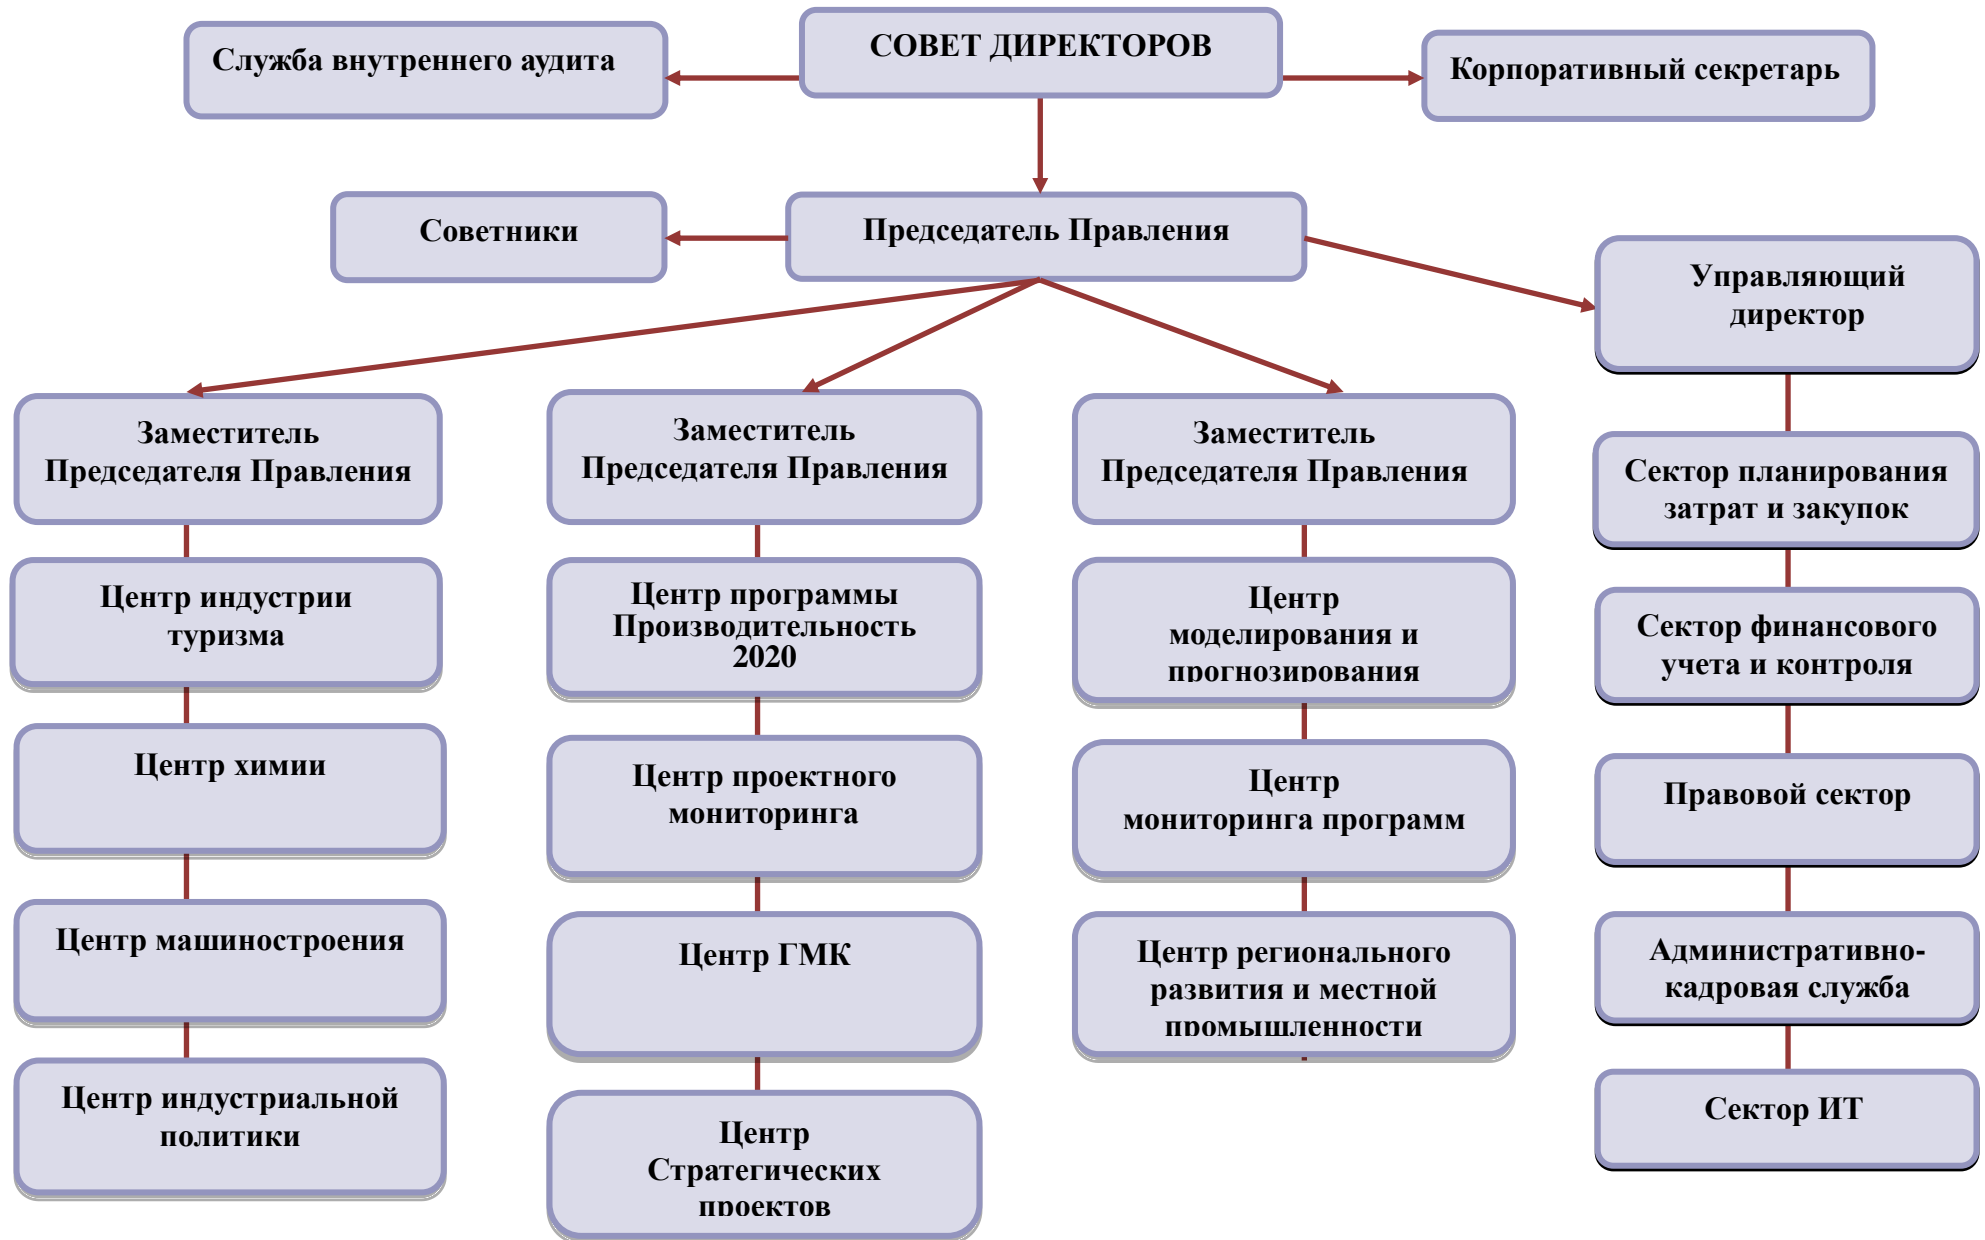 СОВЕТ ДИРЕКТОРОВ
Служба внутреннего аудита
Корпоративный секретарь
Советники
Председатель Правления
Управляющий
директор
Заместитель
Председателя Правления
Центр индустрии
туризма
Центр химии
Центр машиностроения
Центр индустриальной
политики
Заместитель
Председателя Правления
Центр программы
Производительность
2020
Центр проектного
мониторинга
Центр ГМК
Центр
Стратегических
проектов
Заместитель
Председателя Правления
Центр
моделирования и
прогнозирования
Центр
мониторинга программ
Центр регионального
развития и местной
промышленности
Сектор планирования
затрат и закупок
Сектор финансового
учета и контроля
Правовой сектор
Административно-
кадровая служба
Сектор ИТ